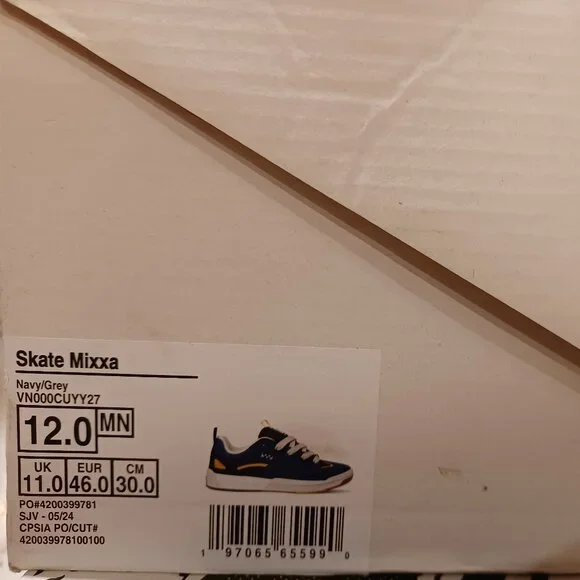 Skate Mixxa
Navy/Grey
VN000CUYY27
12.0 MN
UK EUR CM
11.0 46.0 30.0
PO#4200399781
SJV - 05/24
CPSIA PO/CUT#
420039978100100
1 97065 65599 0